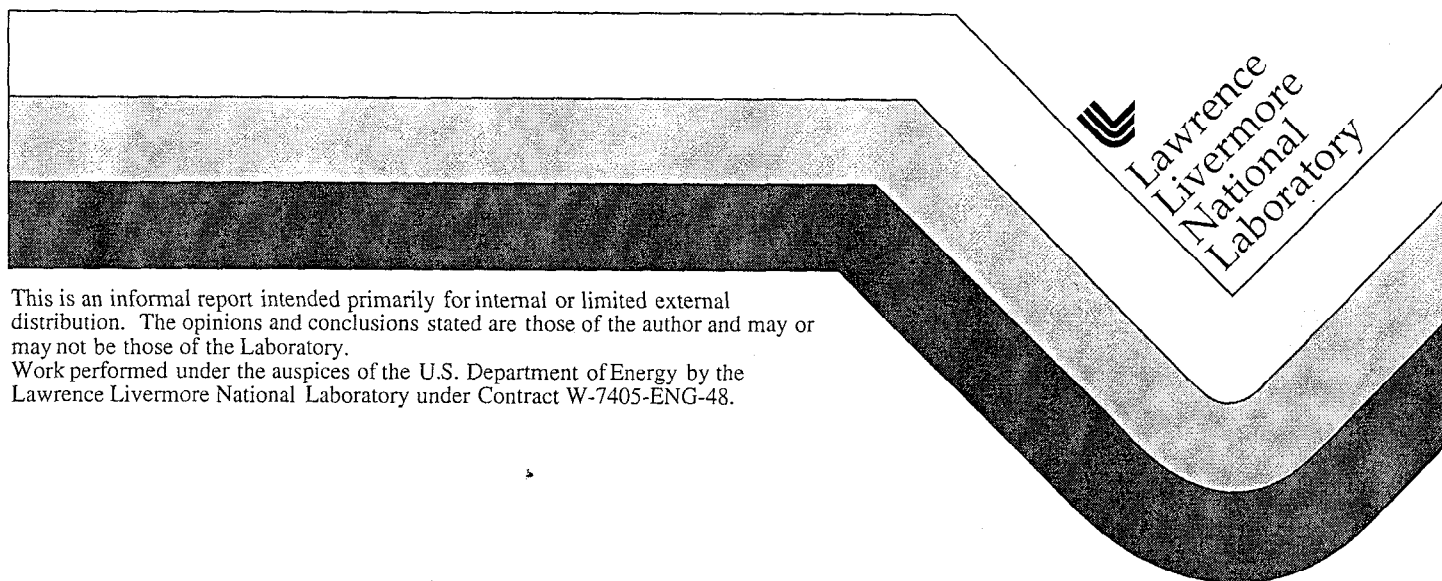 Lawrence
Livermore
National
Laboratory
This is an informal report intended primarily for internal or limited external
distribution. The opinions and conclusions stated are those of the author and may or
may not be those of the Laboratory.
Work performed under the auspices of the U.S. Department of Energy by the
Lawrence Livermore National Laboratory under Contract W-7405-ENG-48.